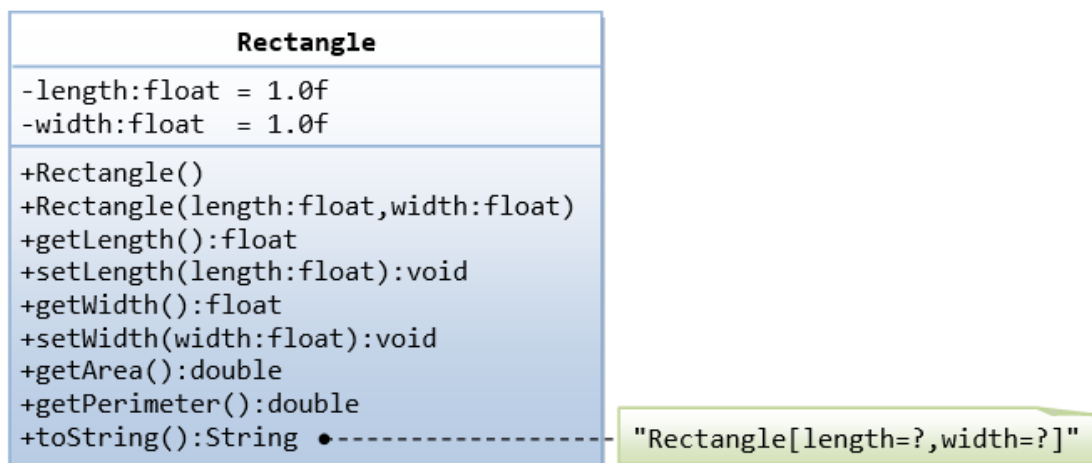 Rectangle
-length:float = 1.0f
-width:float  = 1.0f
+Rectangle()
+Rectangle(length:float,width:float)
+getLength():float
+setLength(length:float):void
+getWidth():float
+setWidth(width:float):void
+getArea():double
+getPerimeter():double
+toString():String
"Rectangle[length=?,width=?]"